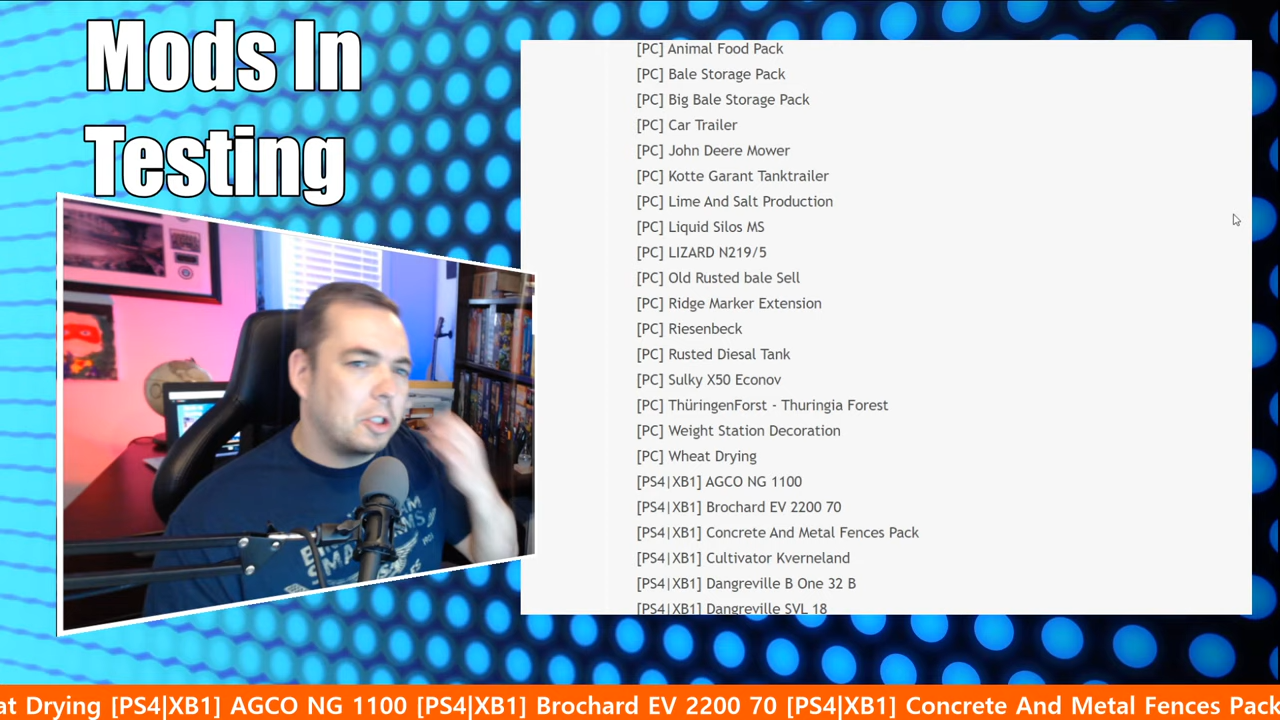 Mods In
Testing
[PC] Animal Food Pack
[PC] Bale Storage Pack
[PC] Big Bale Storage Pack
[PC] Car Trailer
[PC] John Deere Mower
[PC] Kotte Garant Tanktrailer
[PC] Lime And Salt Production
[PC] Liquid Silos MS
[PC] LIZARD N219/5
[PC] Old Rusted bale Sell
[PC] Ridge Marker Extension
[PC] Riesenbeck
[PC] Rusted Diesal Tank
[PC] Sulky X50 Econov
[PC] ThüringenForst - Thuringia Forest
[PC] Weight Station Decoration
[PC] Wheat Drying
[PS4|XB1] AGCO NG 1100
[PS4|XB1] Brochard EV 2200 70
[PS4|XB1] Concrete And Metal Fences Pack
[PS4|XB1] Cultivator Kverneland
[PS4|XB1] Dangreville B One 32 B
[PS4|XB1] Dangreville SVL 18
at Drying [PS4|XB1] AGCO NG 1100 [PS4|XB1] Brochard EV 2200 70 [PS4|XB1] Concrete And Metal Fences Pack